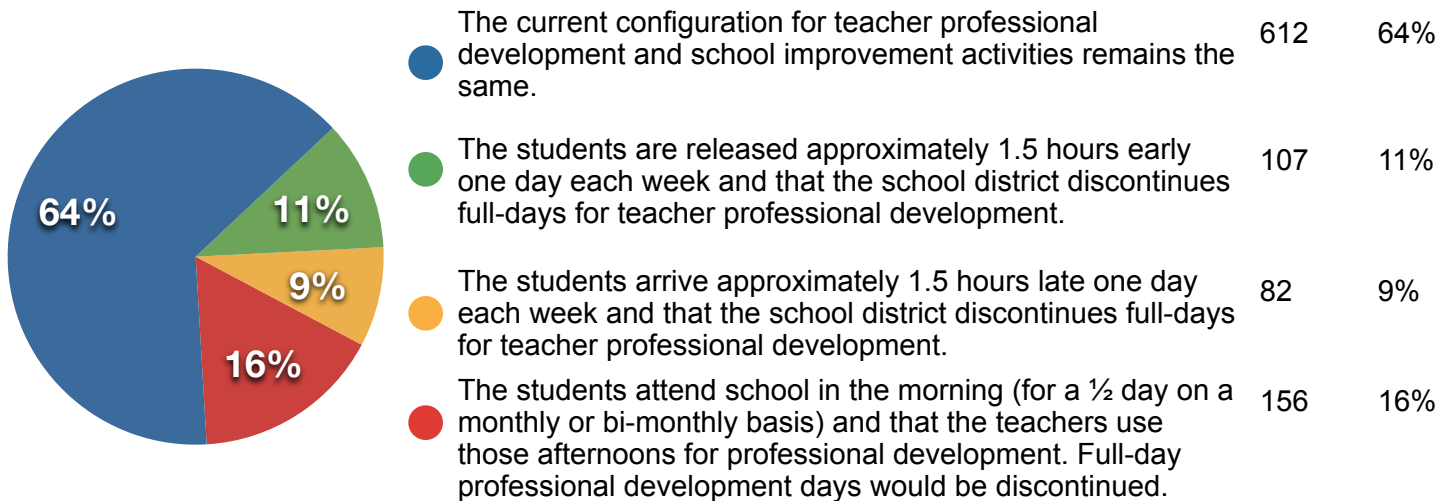 64%
11%
9%
16%
The current configuration for teacher professional
development and school improvement activities remains the
same.
612 64%
The students are released approximately 1.5 hours early
one day each week and that the school district discontinues
full-days for teacher professional development.
107 11%
The students arrive approximately 1.5 hours late one day
each week and that the school district discontinues full-days
for teacher professional development.
82 9%
The students attend school in the morning (for a ½ day on a
monthly or bi-monthly basis) and that the teachers use
those afternoons for professional development. Full-day
professional development days would be discontinued.
156 16%